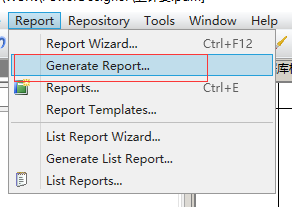 Report Repository Tools Window Help
Report Wizard... Ctrl+F12
Generate Report...
Reports... Ctrl+E
Report Templates...
List Report Wizard...
Generate List Report...
List Reports...